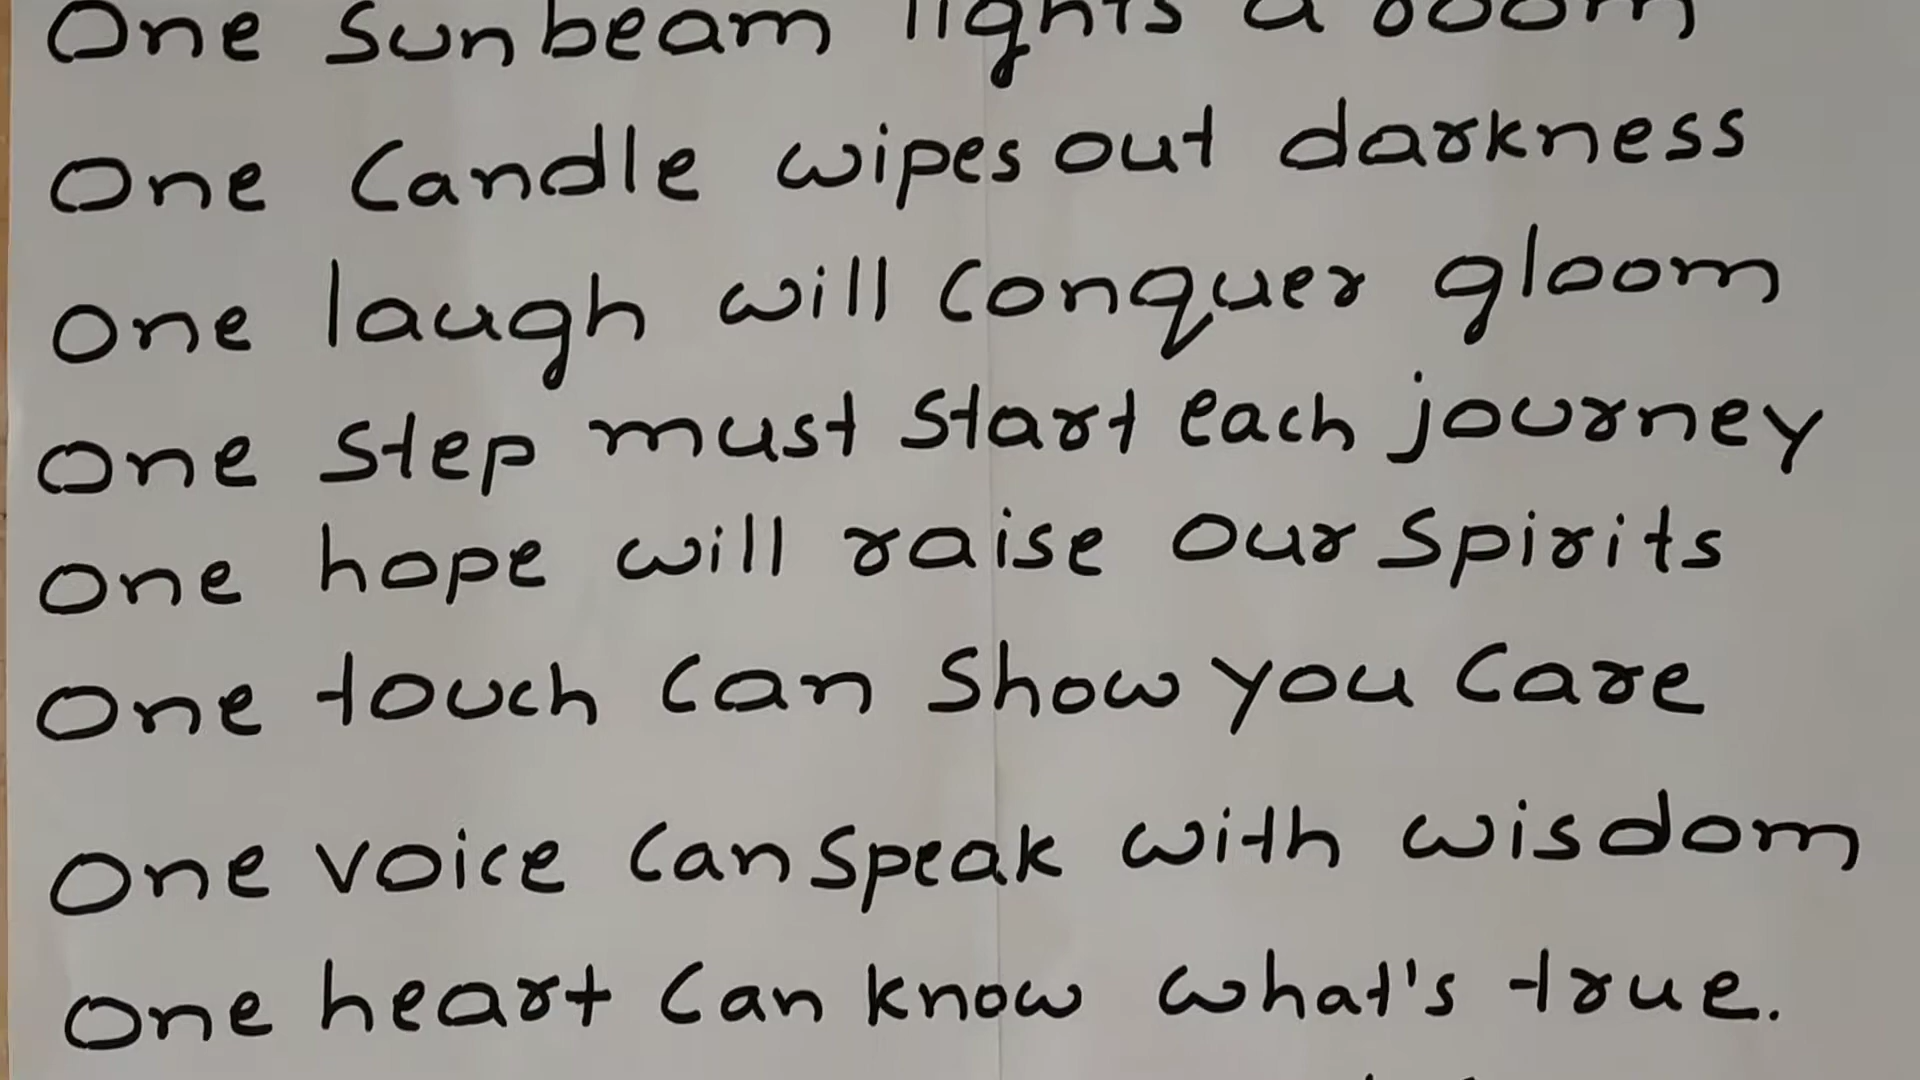 One Sunbeam lights a room
One Candle wipes out darkness
One laugh will Conquer gloom
One step must start each journey
One hope will raise our spirits
One touch Can Show you Care
One voice Can Speak with wisdom
One heart Can know what's true.